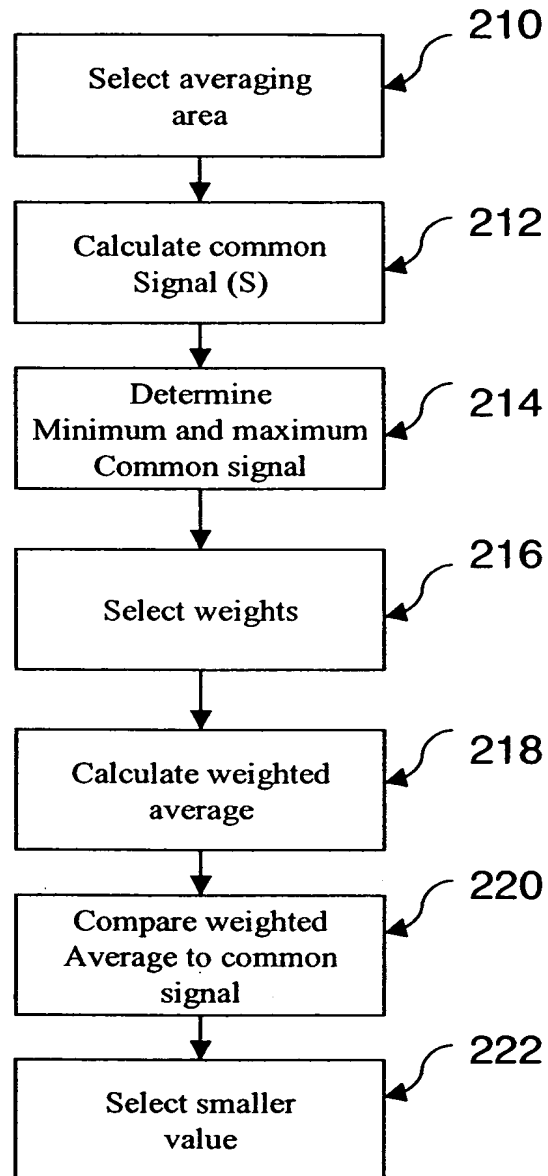 210
Select averaging
area
212
Calculate common
Signal (S)
214
Determine
Minimum and maximum
Common signal
216
Select weights
218
Calculate weighted
average
220
Compare weighted
Average to common
signal
222
Select smaller
value